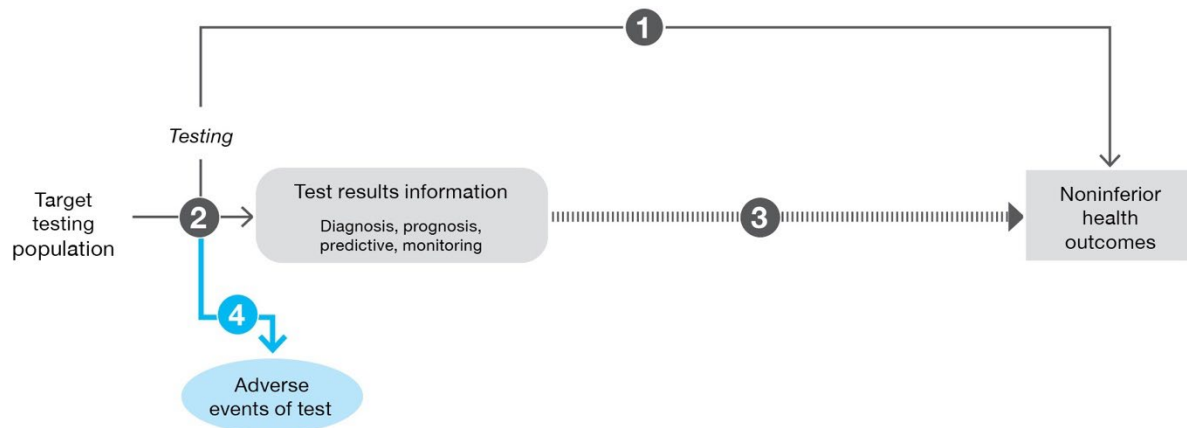 1
Testing
Target
testing
population
2
Test results information
Diagnosis, prognosis,
predictive, monitoring
3
Noninferior
health
outcomes
4
Adverse
events of test